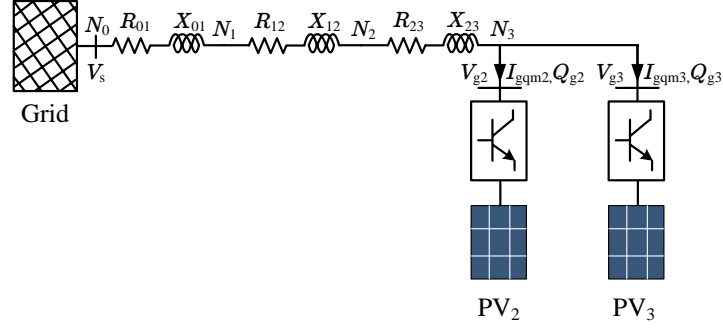 N0 R01 X01 N1 R12 X12 N2 R23 X23 N3
Vs Vg2 Igqm2,Qg2 Vg3 Igqm3,Qg3
Grid
PV2 PV3